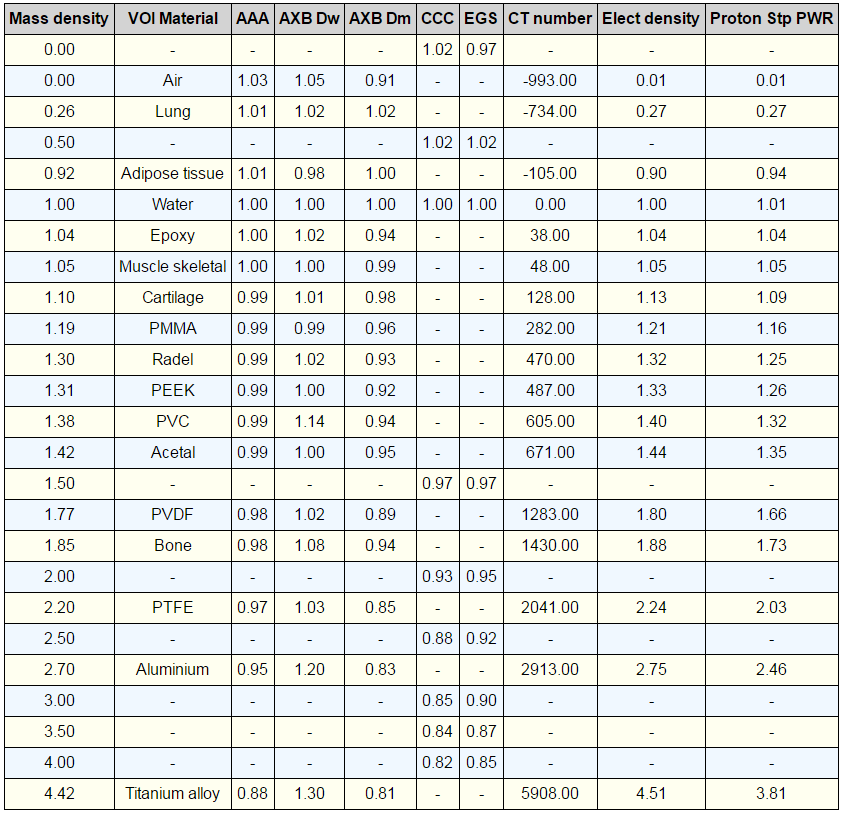 Mass density VOI Material AAA AXB Dw AXB Dm CCC EGS CT number Elect density Proton Stp PWR
0.00 - - - - 1.02 0.97 - - -
0.00 Air 1.03 1.05 0.91 - - -993.00 0.01 0.01
0.26 Lung 1.01 1.02 1.02 - - -734.00 0.27 0.27
0.50 - - - - 1.02 1.02 - - -
0.92 Adipose tissue 1.01 0.98 1.00 - - -105.00 0.90 0.94
1.00 Water 1.00 1.00 1.00 1.00 1.00 0.00 1.00 1.01
1.04 Epoxy 1.00 1.02 0.94 - - 38.00 1.04 1.04
1.05 Muscle skeletal 1.00 1.00 0.99 - - 48.00 1.05 1.05
1.10 Cartilage 0.99 1.01 0.98 - - 128.00 1.13 1.09
1.19 PMMA 0.99 0.99 0.96 - - 282.00 1.21 1.16
1.30 Radel 0.99 1.02 0.93 - - 470.00 1.32 1.25
1.31 PEEK 0.99 1.00 0.92 - - 487.00 1.33 1.26
1.38 PVC 0.99 1.14 0.94 - - 605.00 1.40 1.32
1.42 Acetal 0.99 1.00 0.95 - - 671.00 1.44 1.35
1.50 - - - - 0.97 0.97 - - -
1.77 PVDF 0.98 1.02 0.89 - - 1283.00 1.80 1.66
1.85 Bone 0.98 1.08 0.94 - - 1430.00 1.88 1.73
2.00 - - - - 0.93 0.95 - - -
2.20 PTFE 0.97 1.03 0.85 - - 2041.00 2.24 2.03
2.50 - - - - 0.88 0.92 - - -
2.70 Aluminium 0.95 1.20 0.83 - - 2913.00 2.75 2.46
3.00 - - - - 0.85 0.90 - - -
3.50 - - - - 0.84 0.87 - - -
4.00 - - - - 0.82 0.85 - - -
4.42 Titanium alloy 0.88 1.30 0.81 - - 5908.00 4.51 3.81